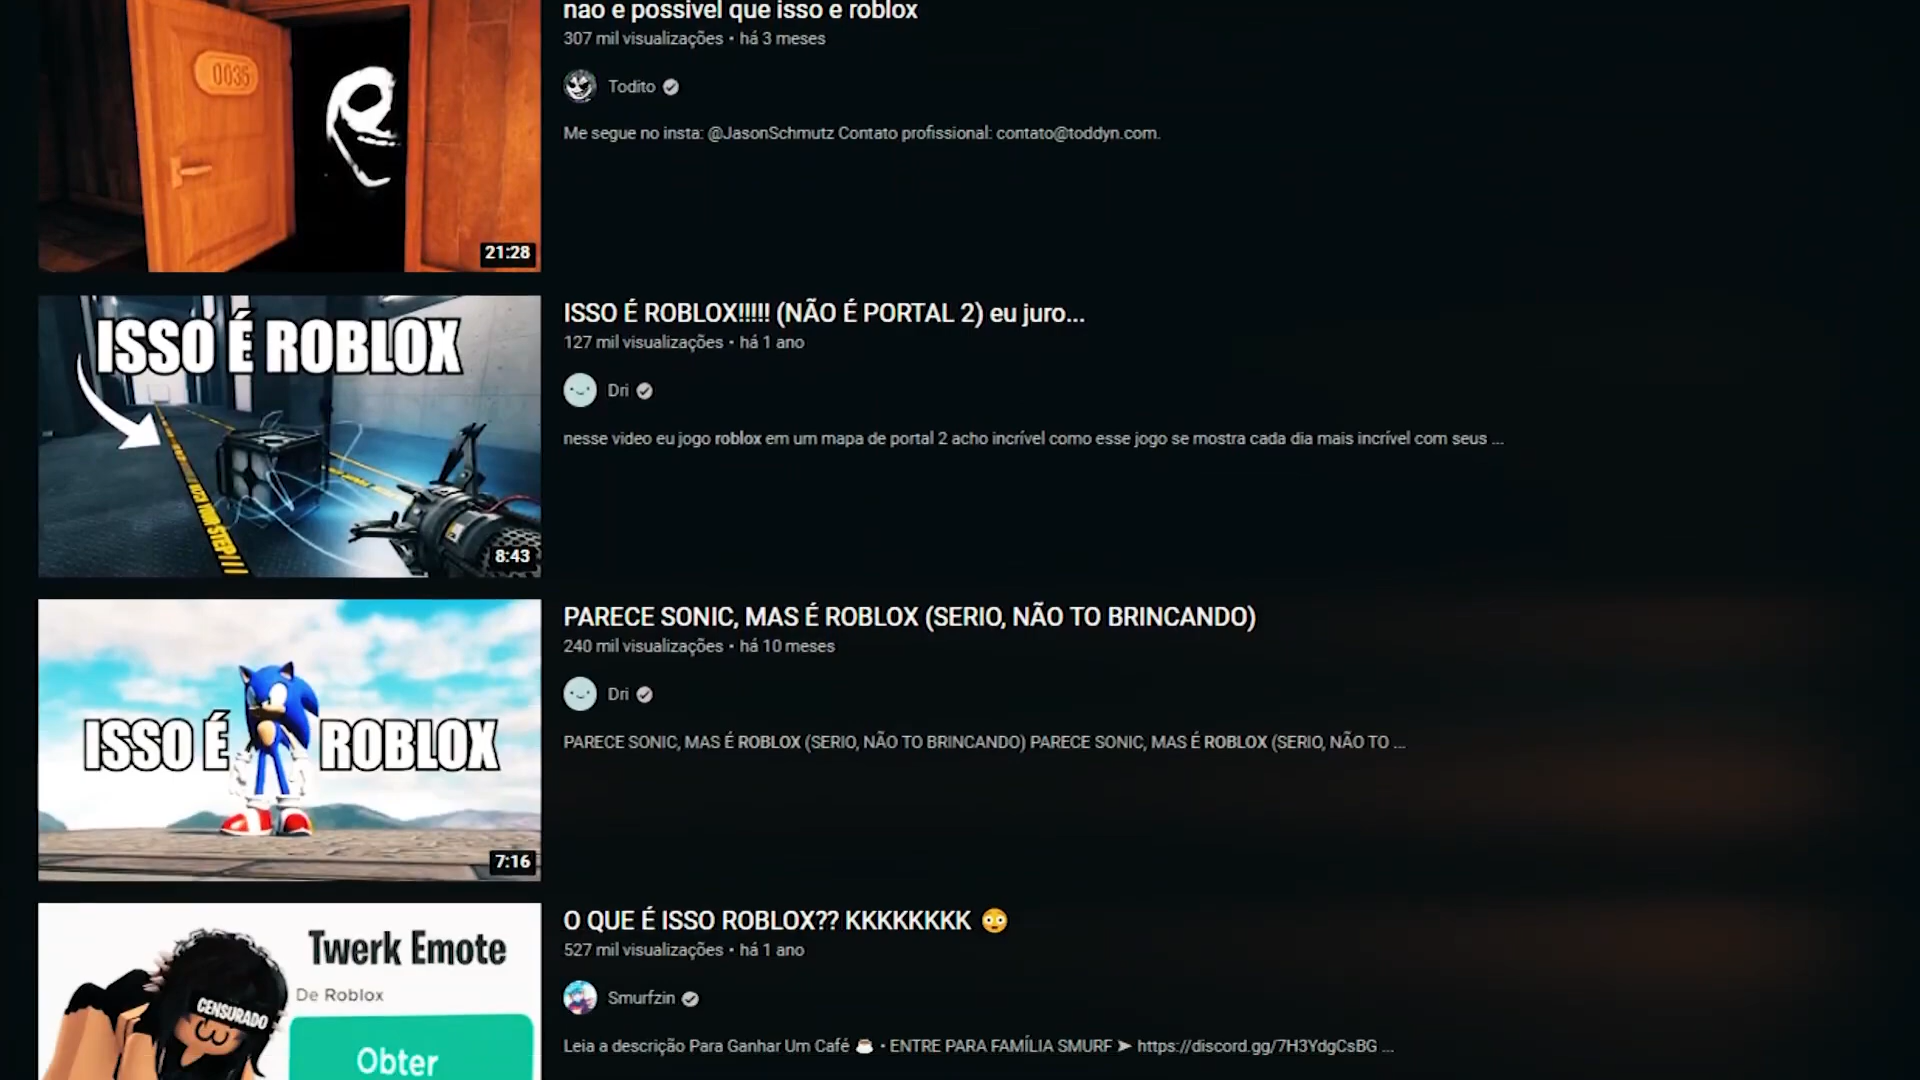 nao e possivel que isso e roblox
307 mil visualizações • há 3 meses
0035
Todito
Me segue no insta: @JasonSchmutz Contato profissional: contato@toddyn.com.
21:28
ISSO É ROBLOX
ISSO É ROBLOX!!!!! (NÃO É PORTAL 2) eu juro...
127 mil visualizações • há 1 ano
Dri
nesse video eu jogo roblox em um mapa de portal 2 acho incrível como esse jogo se mostra cada dia mais incrível com seus ...
YOUR STEP!!!
8:43
PARECE SONIC, MAS É ROBLOX (SERIO, NÃO TO BRINCANDO)
240 mil visualizações • há 10 meses
Dri
ISSO É ROBLOX
PARECE SONIC, MAS É ROBLOX (SERIO, NÃO TO BRINCANDO) PARECE SONIC, MAS É ROBLOX (SERIO, NÃO TO ...
7:16
O QUE É ISSO ROBLOX?? KKKKKKKK 😳
527 mil visualizações • há 1 ano
Twerk Emote
De Roblox
CENSURADO
Smurfzin
Obter
Leia a descrição Para Ganhar Um Café ☕ • ENTRE PARA FAMÍLIA SMURF ➤ https://discord.gg/7H3YdgCsBG ...